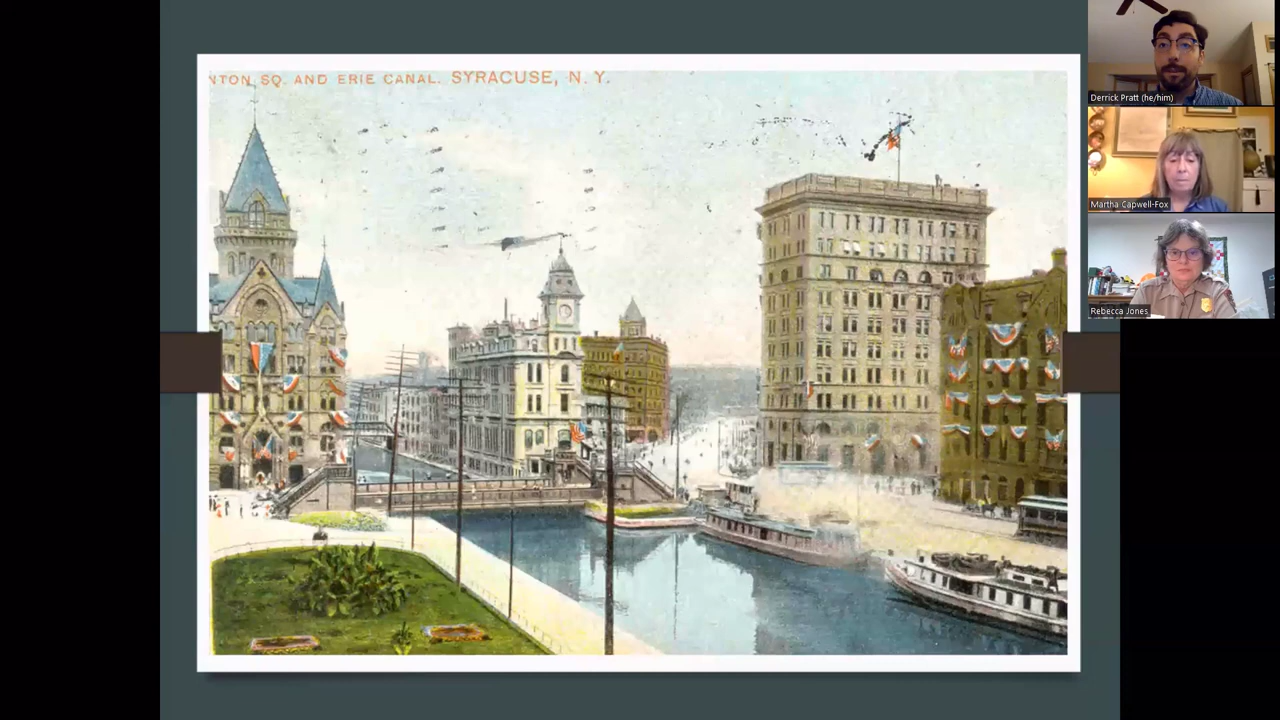 NTON SQ. AND ERIE CANAL. SYRACUSE, N. Y.
Derrick Pratt (he/him)
Martha Capwell-Fox
Rebecca Jones